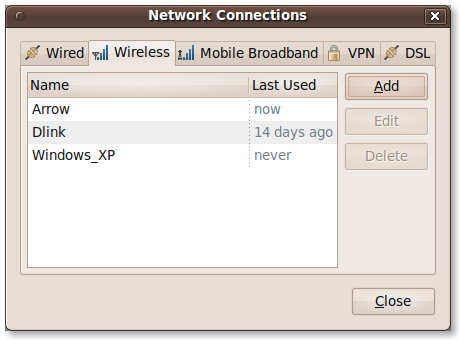 Network Connections
Wired Wireless Mobile Broadband VPN DSL
Name Last Used
Arrow now
Dlink 14 days ago
Windows_XP never
Add
Edit
Delete
Close